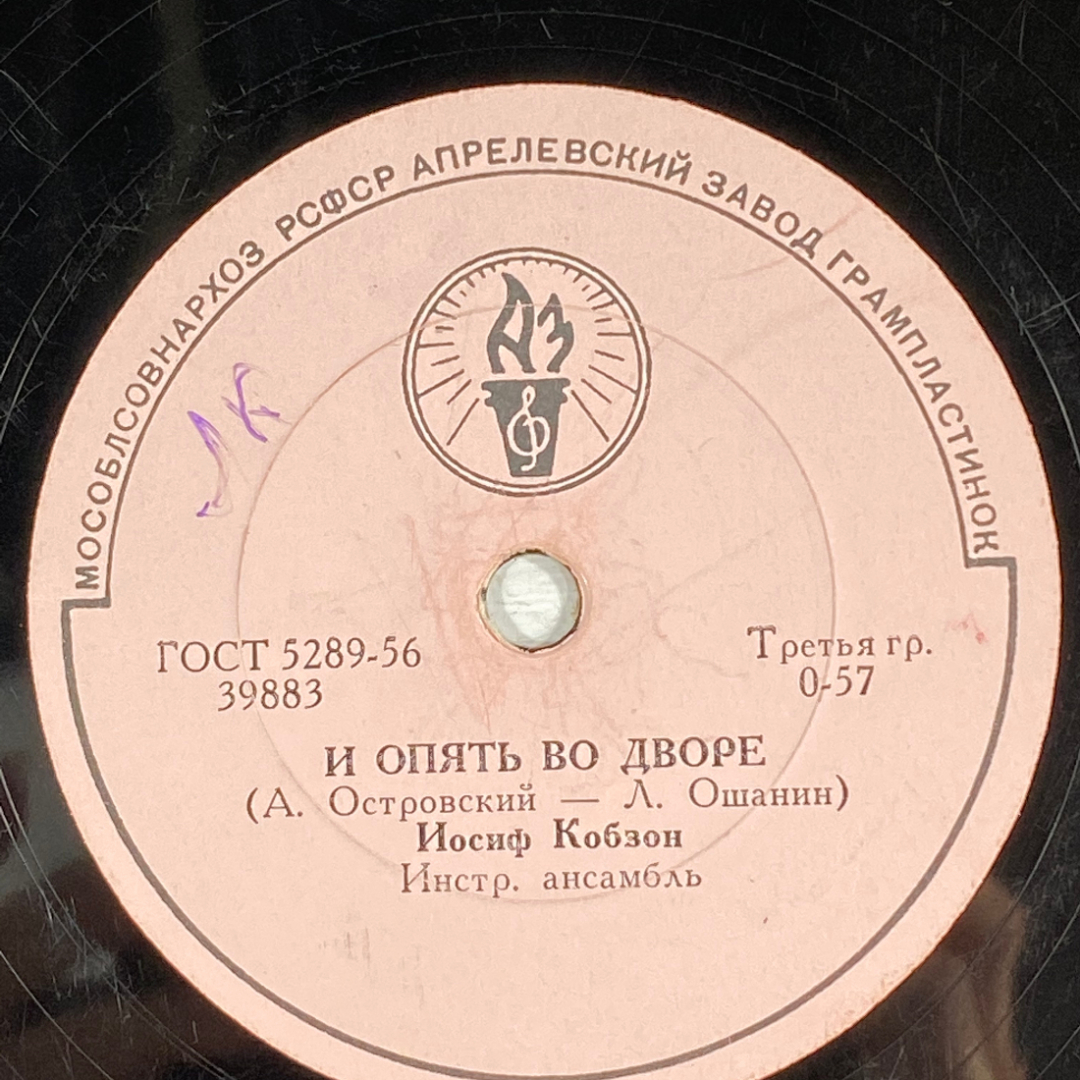 МОСОБЛСОВНАРХОЗ РСФСР АПРЕЛЕВСКИЙ ЗАВОД ГРАМПЛАСТИНОК
АЗ
ЛК
ГОСТ 5289-56
39883
Третья гр.
0-57
И ОПЯТЬ ВО ДВОРЕ
(А. Островский — Л. Ошанин)
Иосиф Кобзон
Инстр. ансамбль